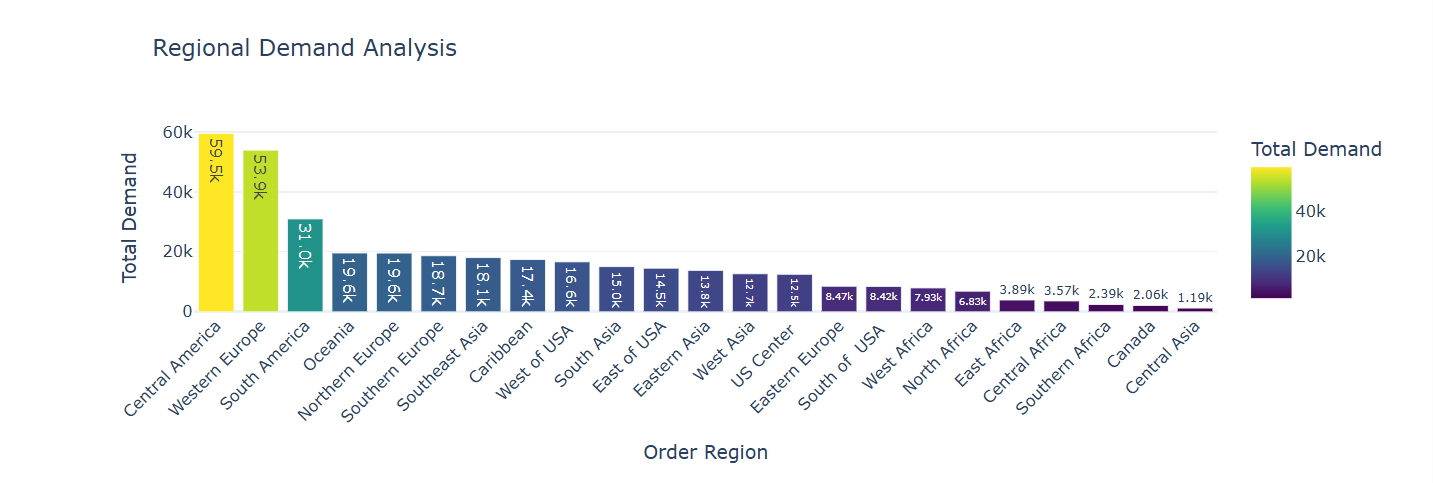 Regional Demand Analysis
Total Demand
60k
40k
20k
0
59.5k
53.9k
31.0k
19.6k
19.6k
18.7k
18.1k
17.4k
16.6k
15.0k
14.5k
13.8k
12.7k
12.5k
8.47k
8.42k
7.93k
6.83k
3.89k
3.57k
2.39k
2.06k
1.19k
Central America
Western Europe
South America
Oceania
Northern Europe
Southern Europe
Southeast Asia
Caribbean
West of USA
South Asia
East of USA
Eastern Asia
West Asia
US Center
Eastern Europe
South of  USA
West Africa
North Africa
East Africa
Central Africa
Southern Africa
Canada
Central Asia
Order Region
Total Demand
40k
20k